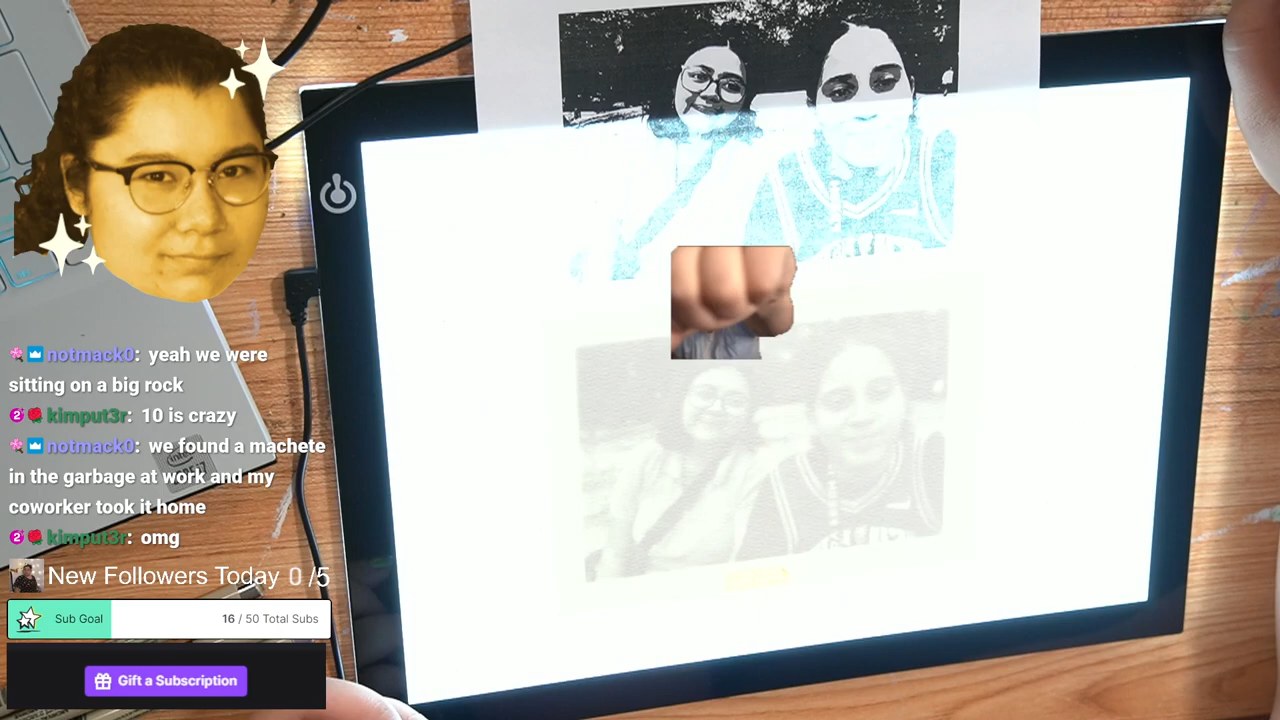 notmack0: yeah we were
sitting on a big rock
2 kimput3r: 10 is crazy
notmack0: we found a machete
in the garbage at work and my
coworker took it home
2 kimput3r: omg
New Followers Today 0 /5
Sub Goal 16 / 50 Total Subs
Gift a Subscription